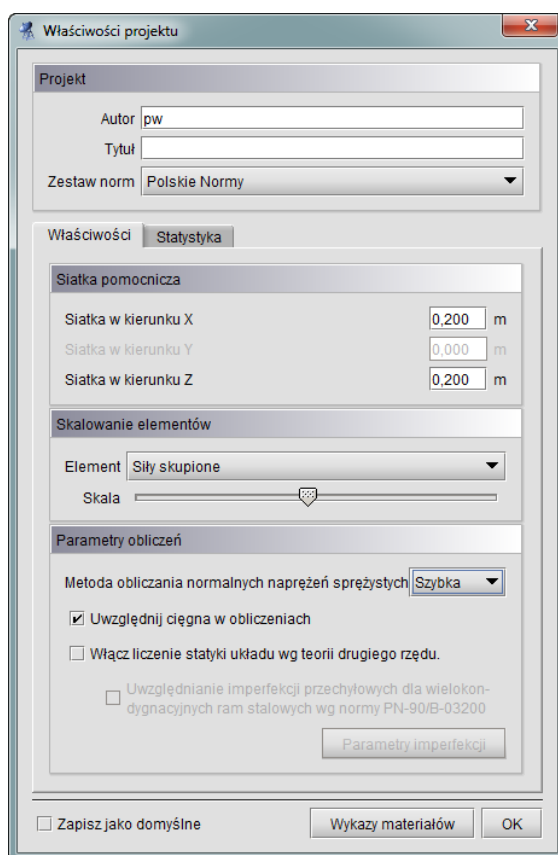 Właściwości projektu
Projekt
Autor pw
Tytuł
Zestaw norm Polskie Normy
Właściwości Statystyka
Siatka pomocnicza
Siatka w kierunku X 0,200 m
Siatka w kierunku Y 0,000 m
Siatka w kierunku Z 0,200 m
Skalowanie elementów
Element Siły skupione
Skala
Parametry obliczeń
Metoda obliczania normalnych naprężeń sprężystych Szybka
Uwzględnij cięgna w obliczeniach
Włącz liczenie statyki układu wg teorii drugiego rzędu.
Uwzględnianie imperfekcji przechyłowych dla wielokon-
dygnacyjnych ram stalowych wg normy PN-90/B-03200
Parametry imperfekcji
Zapisz jako domyślne Wykazy materiałów OK